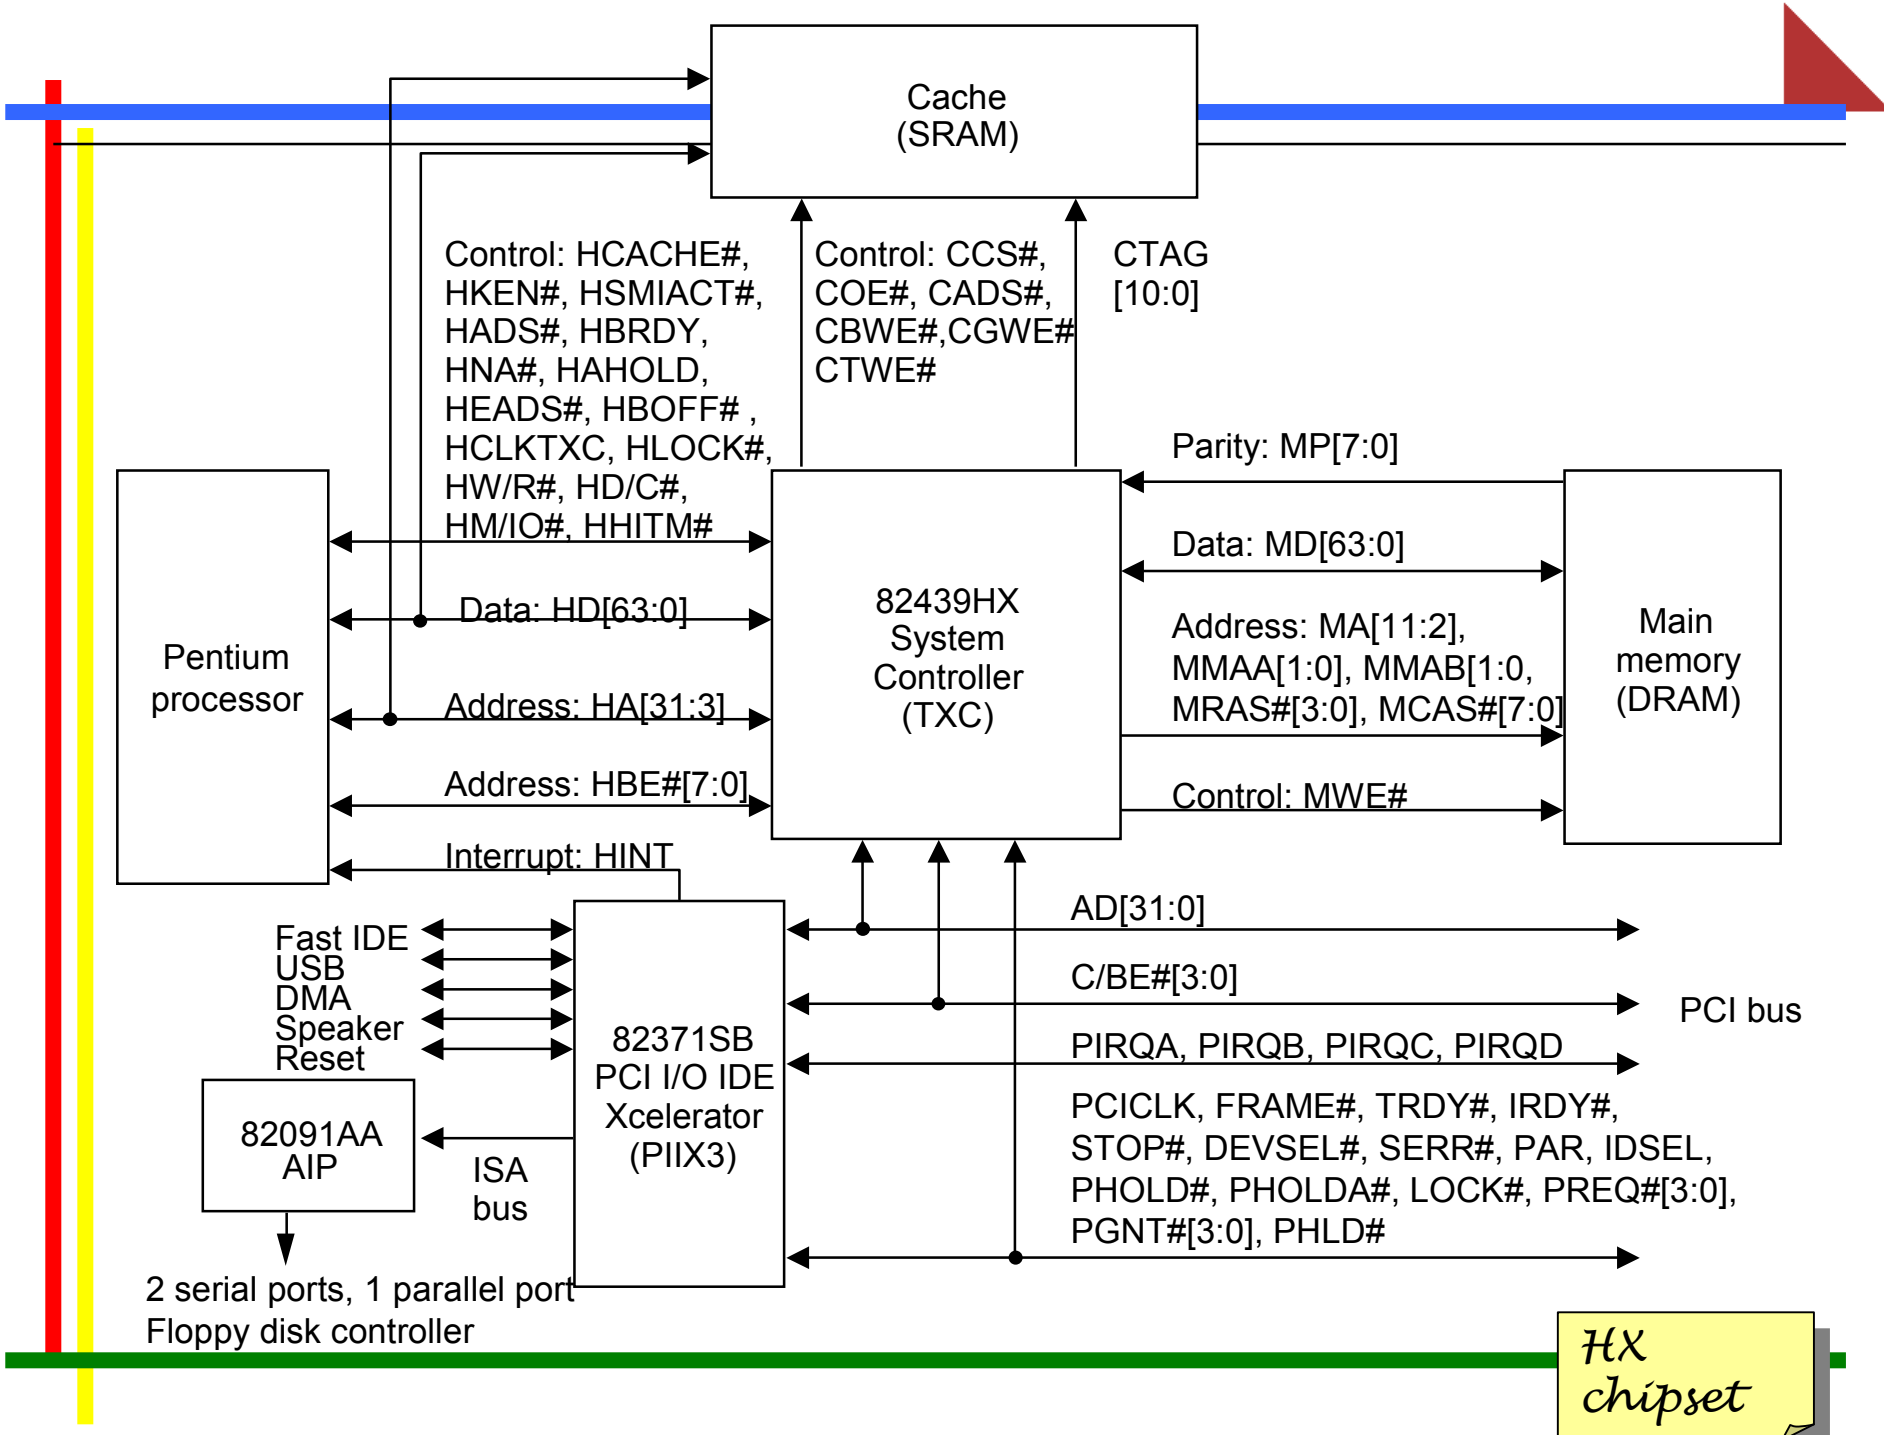 Cache
(SRAM)
Control: HCACHE#,
HKEN#, HSMIACT#,
HADS#, HBRDY,
HNA#, HAHOLD,
HEADS#, HBOFF# ,
HCLKTXC, HLOCK#,
HW/R#, HD/C#,
HM/IO#, HHITM#
Control: CCS#,
COE#, CADS#,
CBWE#,CGWE#
CTWE#
CTAG
[10:0]
Parity: MP[7:0]
Data: MD[63:0]
Address: MA[11:2],
MMAA[1:0], MMAB[1:0,
MRAS#[3:0], MCAS#[7:0]
Control: MWE#
Pentium
processor
Data: HD[63:0]
Address: HA[31:3]
Address: HBE#[7:0]
Interrupt: HINT
82439HX
System
Controller
(TXC)
Main
memory
(DRAM)
Fast IDE
USB
DMA
Speaker
Reset
82371SB
PCI I/O IDE
Xcelerator
(PIIX3)
AD[31:0]
C/BE#[3:0]
PIRQA, PIRQB, PIRQC, PIRQD
PCICLK, FRAME#, TRDY#, IRDY#,
STOP#, DEVSEL#, SERR#, PAR, IDSEL,
PHOLD#, PHOLDA#, LOCK#, PREQ#[3:0],
PGNT#[3:0], PHLD#
PCI bus
82091AA
AIP
ISA
bus
2 serial ports, 1 parallel port
Floppy disk controller
HX
chipset